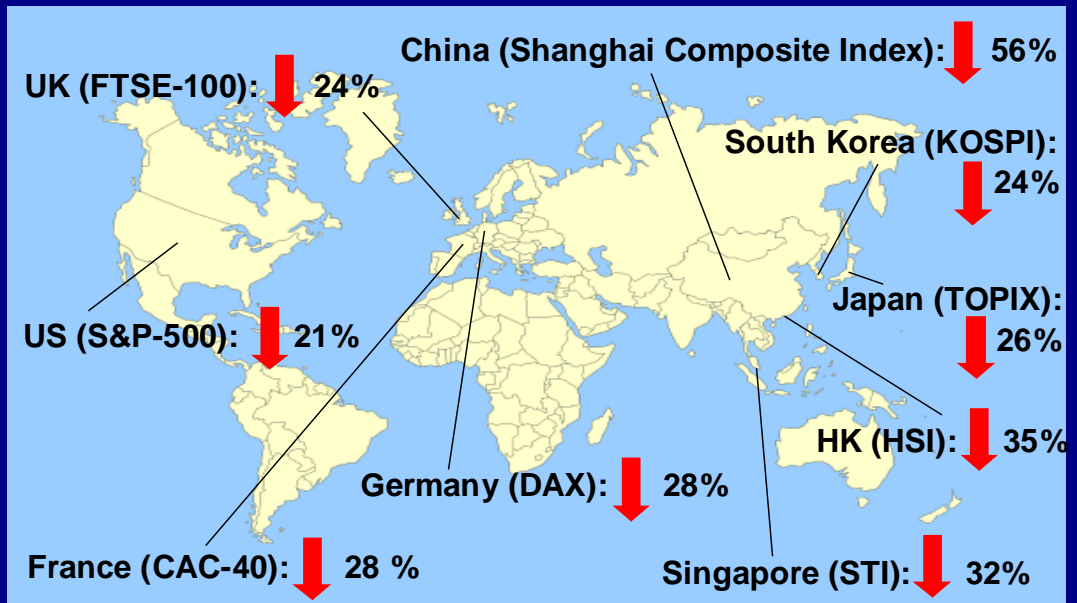 China (Shanghai Composite Index): 56%
UK (FTSE-100): 24%
South Korea (KOSPI):
24%
Japan (TOPIX):
26%
US (S&P-500): 21%
HK (HSI): 35%
Germany (DAX): 28%
France (CAC-40): 28 %
Singapore (STI): 32%